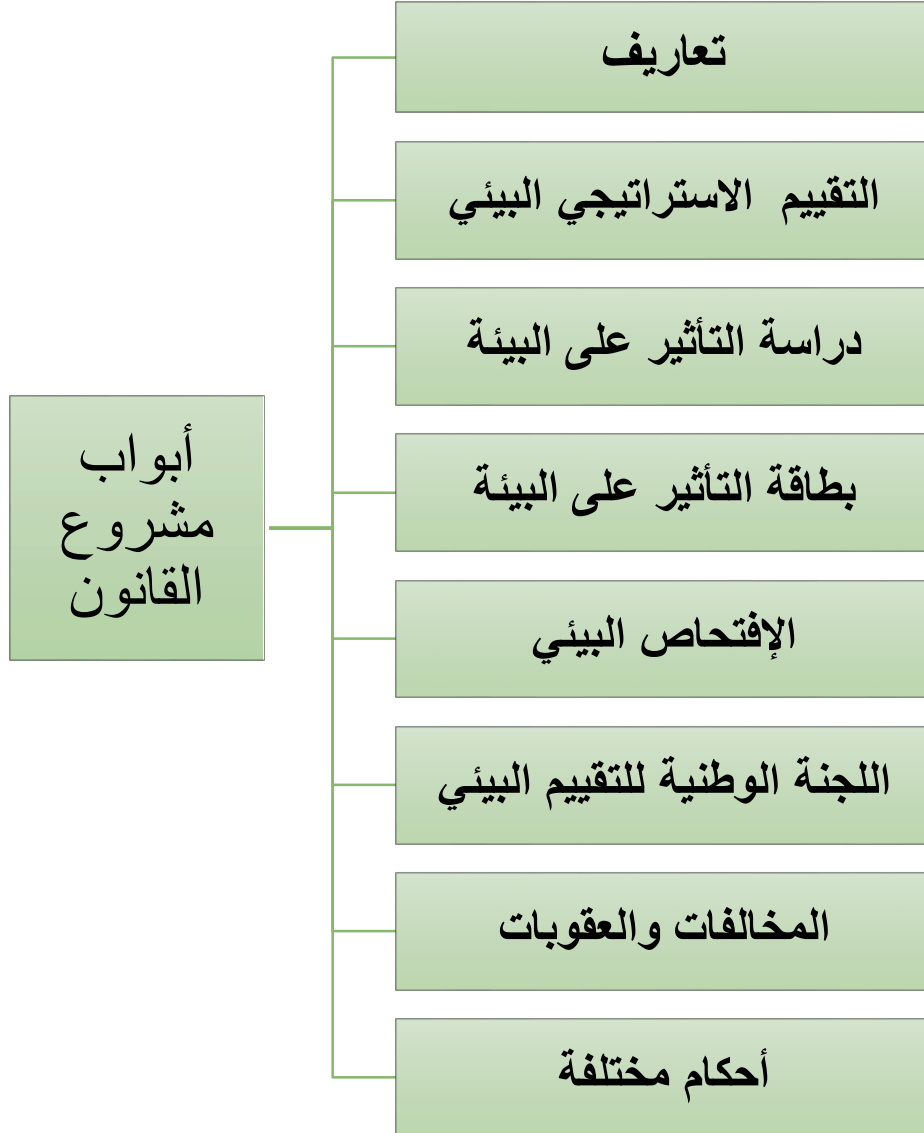 أبواب
مشروع
القانون
تعاريف
التقييم الاستراتيجي البيئي
دراسة التأثير على البيئة
بطاقة التأثير على البيئة
الإفتحاص البيئي
اللجنة الوطنية للتقييم البيئي
المخالفات والعقوبات
أحكام مختلفة